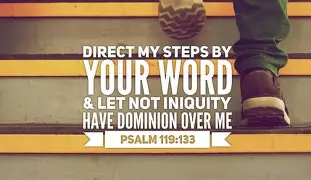 DIRECT MY STEPS BY
YOUR WORD
& LET NOT INIQUITY
HAVE DOMINION OVER ME
PSALM 119:133